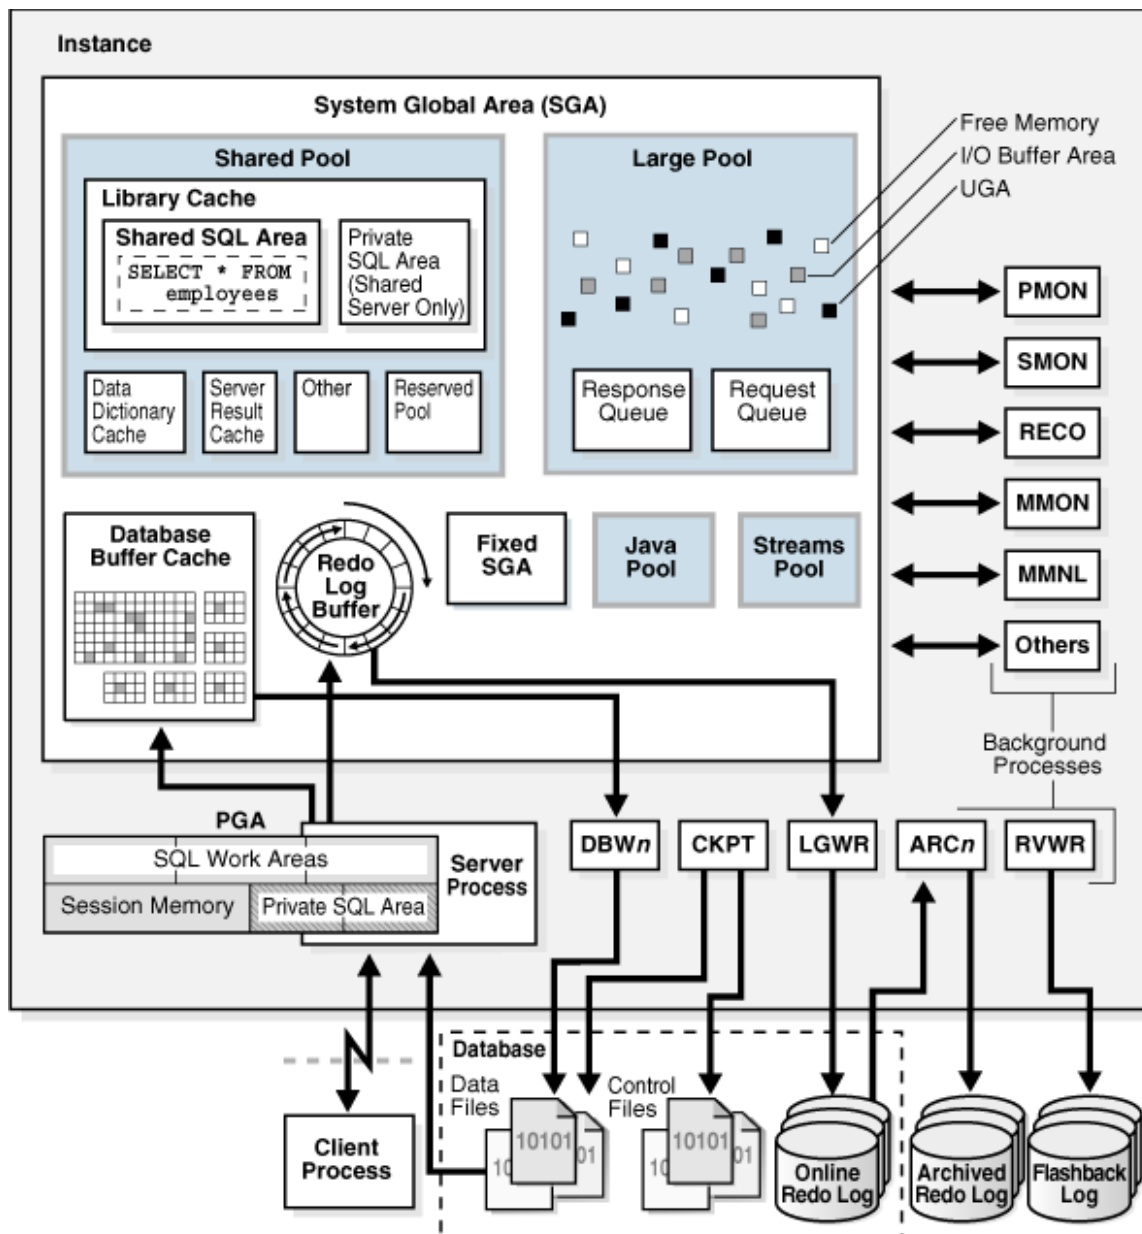 Instance
System Global Area (SGA)
Shared Pool
Large Pool
Free Memory
I/O Buffer Area
UGA
Library Cache
Shared SQL Area
SELECT * FROM
employees
Private
SQL Area
(Shared
Server Only)
Data
Dictionary
Cache
Server
Result
Cache
Other
Reserved
Pool
Response
Queue
Request
Queue
PMON
SMON
RECO
MMON
MMNL
Others
Database
Buffer Cache
Redo
Log
Buffer
Fixed
SGA
Java
Pool
Streams
Pool
Background
Processes
PGA
SQL Work Areas
Session Memory
Private SQL Area
Server
Process
DBWn
CKPT
LGWR
ARCn
RVWR
Database
Data
Files
10101
10
01
Control
Files
10101
10
01
Client
Process
Online
Redo Log
Archived
Redo Log
Flashback
Log